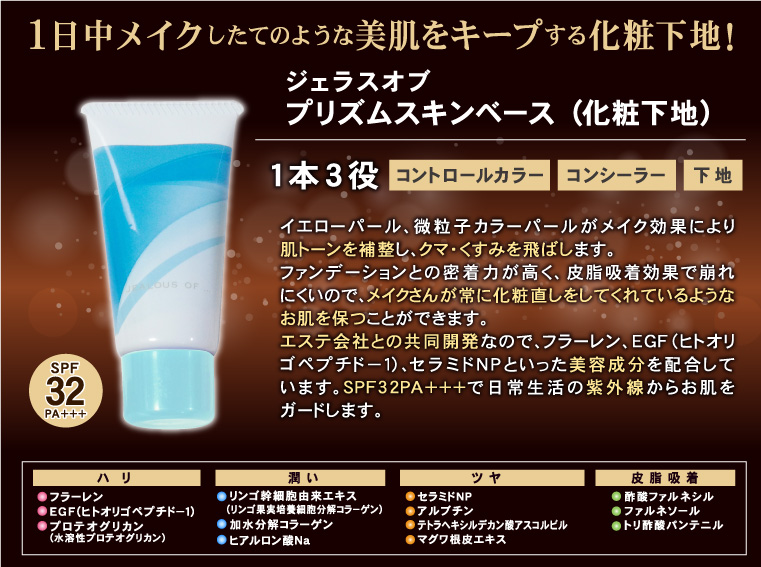 1日中メイクしたてのような美肌をキープする化粧下地！
ジェラスオブ
プリズムスキンベース（化粧下地）
1本3役 コントロールカラー コンシーラー 下地
イエローパール、微粒子カラーパールがメイク効果により
肌トーンを補整し、クマ・くすみを飛ばします。
ファンデーションとの密着力が高く、皮脂吸着効果で崩れ
にくいので、メイクさんが常に化粧直しをしてくれているような
お肌を保つことができます。
エステ会社との共同開発なので、フラーレン、EGF（ヒトオリ
ゴペプチドー1）、セラミドNPといった美容成分を配合して
います。SPF32PA+++で日常生活の紫外線からお肌を
ガードします。
JEALOUS OF
SPF
32
PA+++
ハリ
フラーレン
EGF(ヒトオリゴペプチドー1)
プロテオグリカン
（水溶性プロテオグリカン）
潤い
リンゴ幹細胞由来エキス
（リンゴ果実培養細胞分解コラーゲン）
加水分解コラーゲン
ヒアルロン酸Na
ツヤ
セラミドNP
アルブチン
テトラヘキシルデカン酸アスコルビル
マグワ根皮エキス
皮脂吸着
酢酸ファルネシル
ファルネソール
トリ酢酸パンテニル